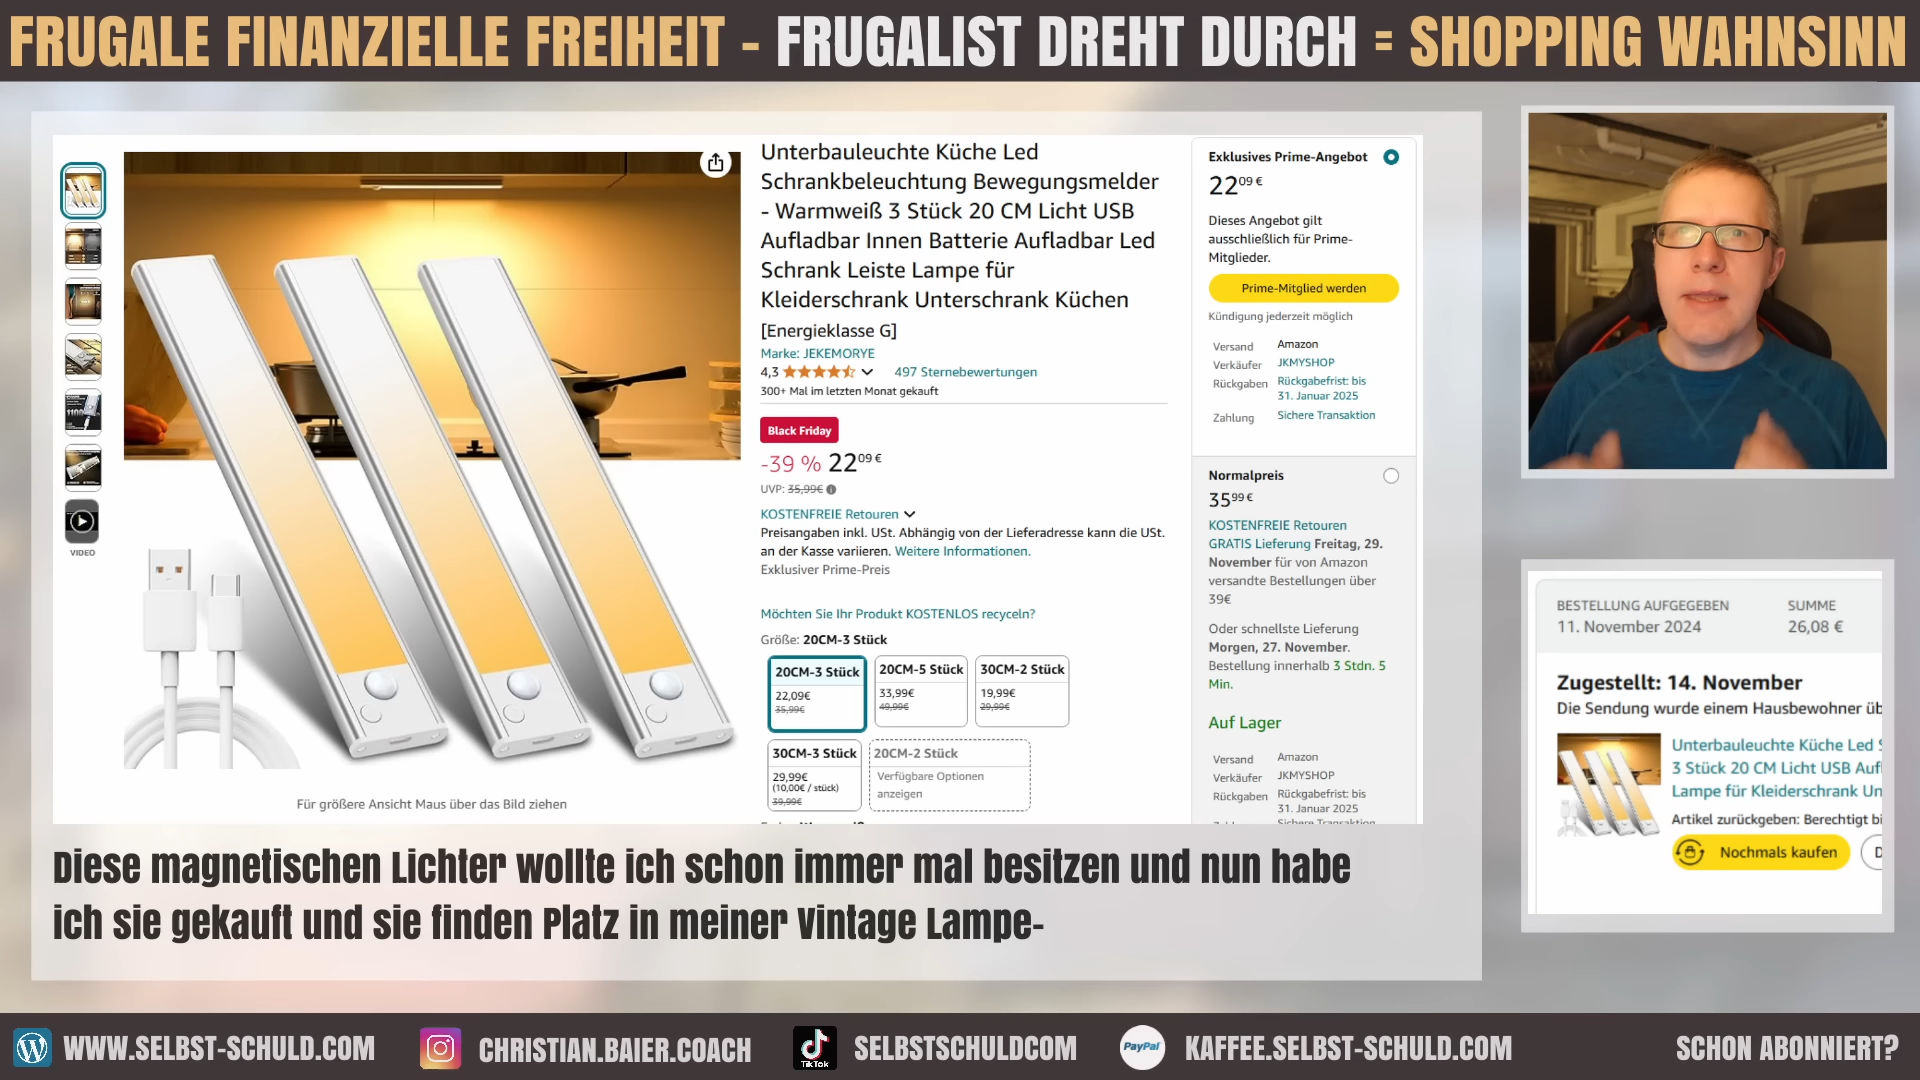 FRUGALE FINANZIELLE FREIHEIT - FRUGALIST DREHT DURCH = SHOPPING WAHNSINN
VIDEO
Für größere Ansicht Maus über das Bild ziehen
Unterbauleuchte Küche Led
Schrankbeleuchtung Bewegungsmelder
- Warmweiß 3 Stück 20 CM Licht USB
Aufladbar Innen Batterie Aufladbar Led
Schrank Leiste Lampe für
Kleiderschrank Unterschrank Küchen
[Energieklasse G]
Marke: JEKEMORYE
4,3 497 Sternebewertungen
300+ Mal im letzten Monat gekauft
Black Friday
-39 % 2209 €
UVP: 35,99€
KOSTENFREIE Retouren
Preisangaben inkl. USt. Abhängig von der Lieferadresse kann die USt.
an der Kasse variieren. Weitere Informationen.
Exklusiver Prime-Preis
Möchten Sie Ihr Produkt KOSTENLOS recyceln?
Größe: 20CM-3 Stück
20CM-3 Stück
22,09€
35,99€
20CM-5 Stück
33,99€
49,99€
30CM-2 Stück
19,99€
29,99€
30CM-3 Stück
29,99€
(10,00€ / stück)
39,99€
20CM-2 Stück
Verfügbare Optionen
anzeigen
Exklusives Prime-Angebot
2209 €
Dieses Angebot gilt
ausschließlich für Prime-
Mitglieder.
Prime-Mitglied werden
Kündigung jederzeit möglich
Versand Amazon
Verkäufer JKMYSHOP
Rückgaben Rückgabefrist: bis
31. Januar 2025
Zahlung Sichere Transaktion
Normalpreis
3599 €
KOSTENFREIE Retouren
GRATIS Lieferung Freitag, 29.
November für von Amazon
versandte Bestellungen über
39€
Oder schnellste Lieferung
Morgen, 27. November.
Bestellung innerhalb 3 Stdn. 5
Min.
Auf Lager
Versand Amazon
Verkäufer JKMYSHOP
Rückgaben Rückgabefrist: bis
31. Januar 2025
Sichere Transaktion
BESTELLUNG AUFGEGEBEN SUMME
11. November 2024 26,08 €
Zugestellt: 14. November
Die Sendung wurde einem Hausbewohner üb
Unterbauleuchte Küche Led S
3 Stück 20 CM Licht USB Auf
Lampe für Kleiderschrank Un
Artikel zurückgeben: Berechtigt bi
Nochmals kaufen D
Diese magnetischen Lichter wollte ich schon immer mal besitzen und nun habe
ich sie gekauft und sie finden Platz in meiner Vintage Lampe-
WWW.SELBST-SCHULD.COM CHRISTIAN.BAIER.COACH TikTok SELBSTSCHULDCOM PayPal KAFFEE.SELBST-SCHULD.COM SCHON ABONNIERT?